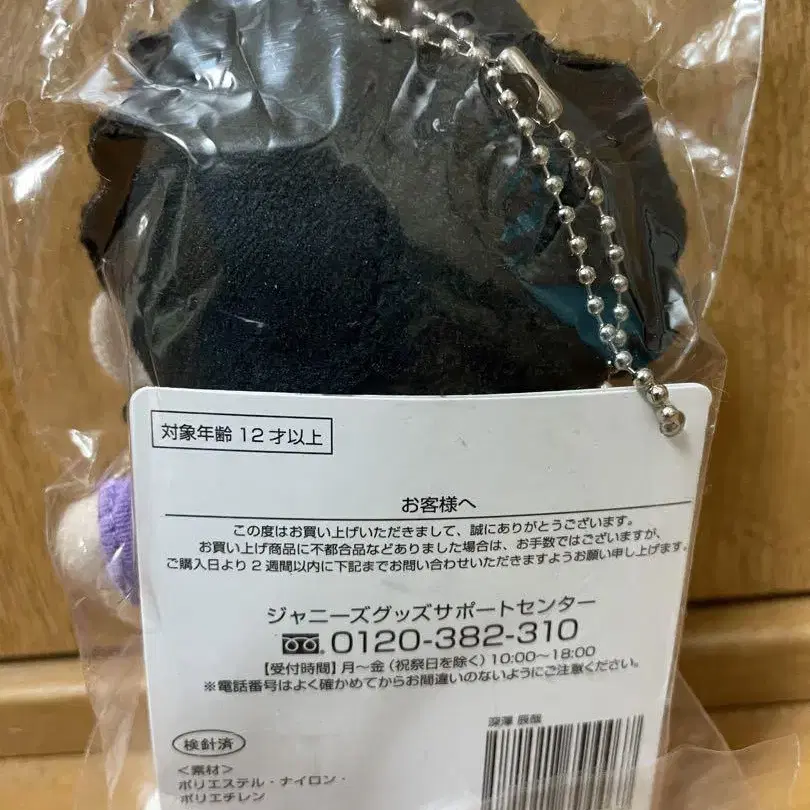 対象年齢 12才以上
お客様へ
この度はお買い上げいただきまして、誠にありがとうございます。
お買い上げ商品に不都合品などありました場合は、お手数ではございますが、
ご購入日より2週間以内に下記までお問い合わせいただきますようお願い申し上げます。
ジャニーズグッズサポートセンター
0120-382-310
【受付時間】月〜金（祝祭日を除く）10:00〜18:00
※電話番号はよく確かめてからお間違いのないようにご注意ください。
検針済
深澤 辰哉
＜素材＞
ポリエステル・ナイロン・
ポリエチレン